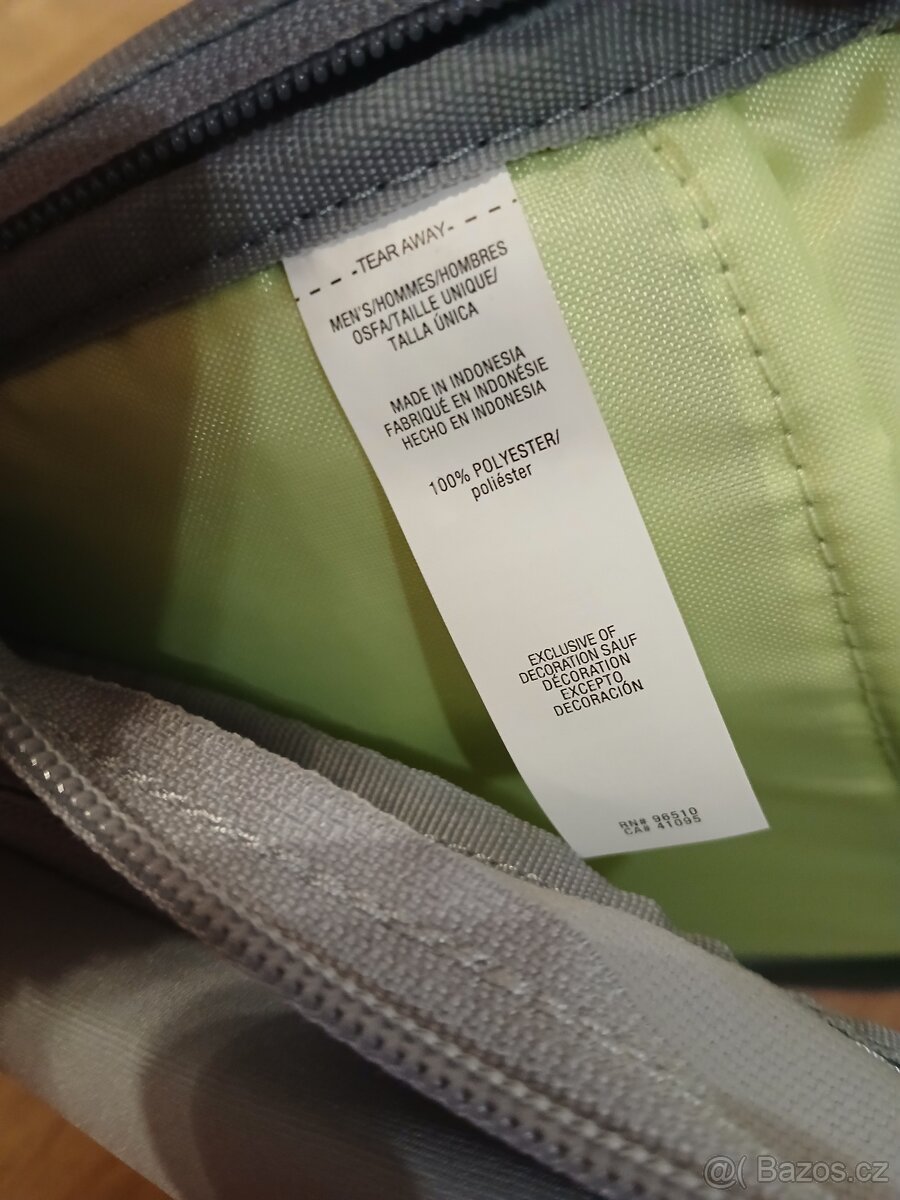 - - -TEAR AWAY- - - -
MEN'S/HOMMES/HOMBRES
OSFA/TAILLE UNIQUE/
TALLA ÚNICA
MADE IN INDONESIA
FABRIQUÉ EN INDONÉSIE
HECHO EN INDONESIA
100% POLYESTER/
poliéster
EXCLUSIVE OF
DECORATION SAUF
DÉCORATION
EXCEPTO
DECORACIÓN
RN# 96510
CA# 41095
@( Bazos.cz